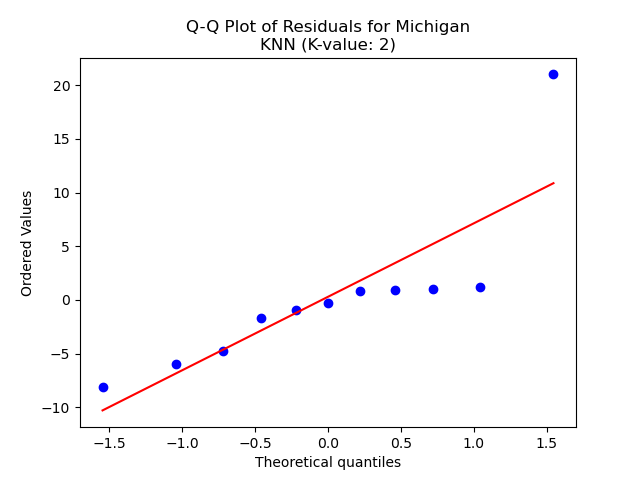 Q-Q Plot of Residuals for Michigan
KNN (K-value: 2)
Ordered Values
20
15
10
5
0
−5
−10
−1.5 −1.0 −0.5 0.0 0.5 1.0 1.5
Theoretical quantiles